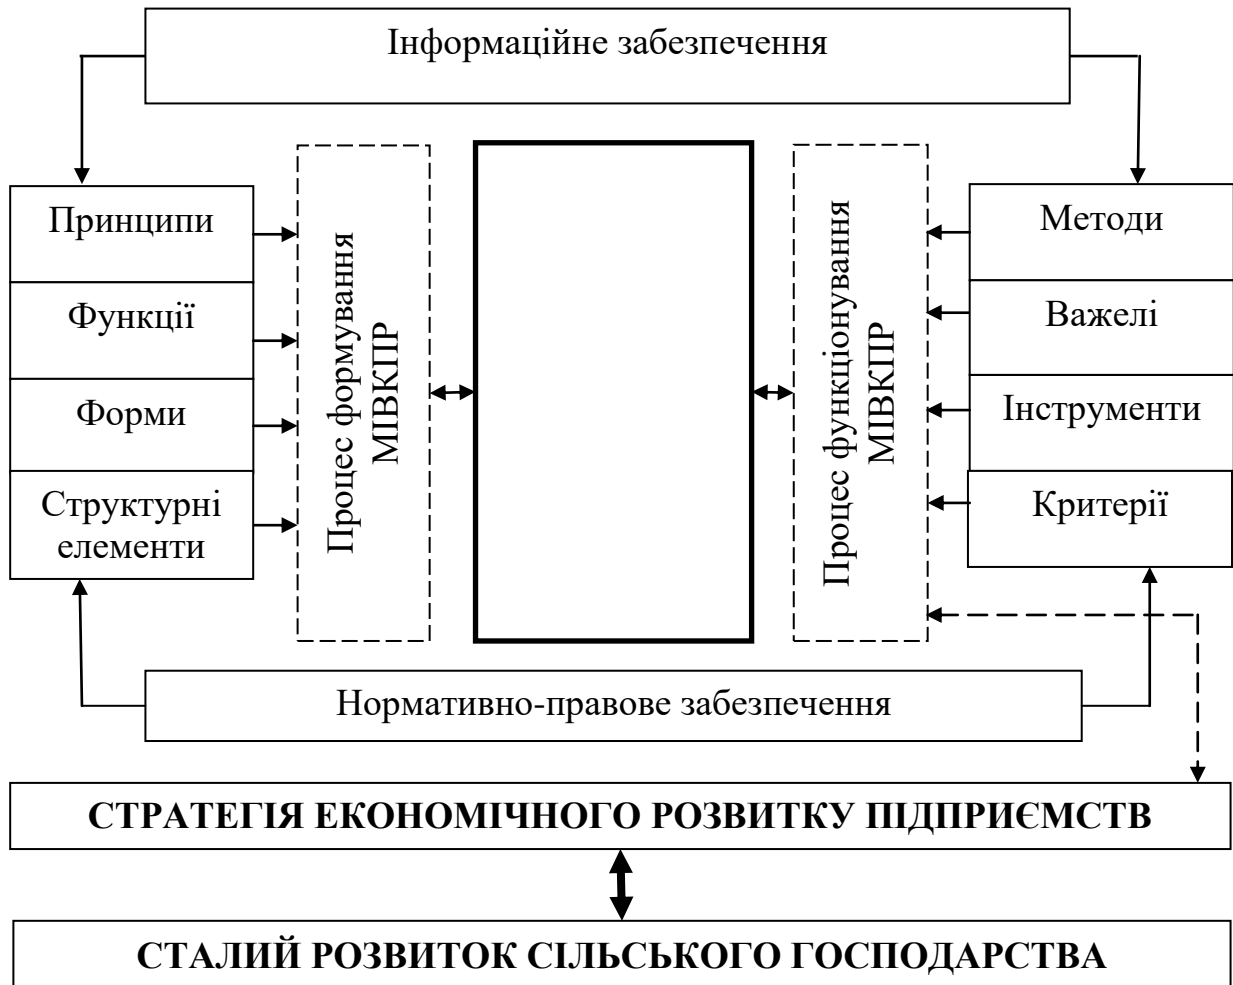 Інформаційне забезпечення
Принципи
Функції
Форми
Структурні
елементи
Процес формування
МІВКПР
Процес функціонування
МІВКПР
Методи
Важелі
Інструменти
Критерії
Нормативно-правове забезпечення
СТРАТЕГІЯ ЕКОНОМІЧНОГО РОЗВИТКУ ПІДПРИЄМСТВ
СТАЛИЙ РОЗВИТОК СІЛЬСЬКОГО ГОСПОДАРСТВА